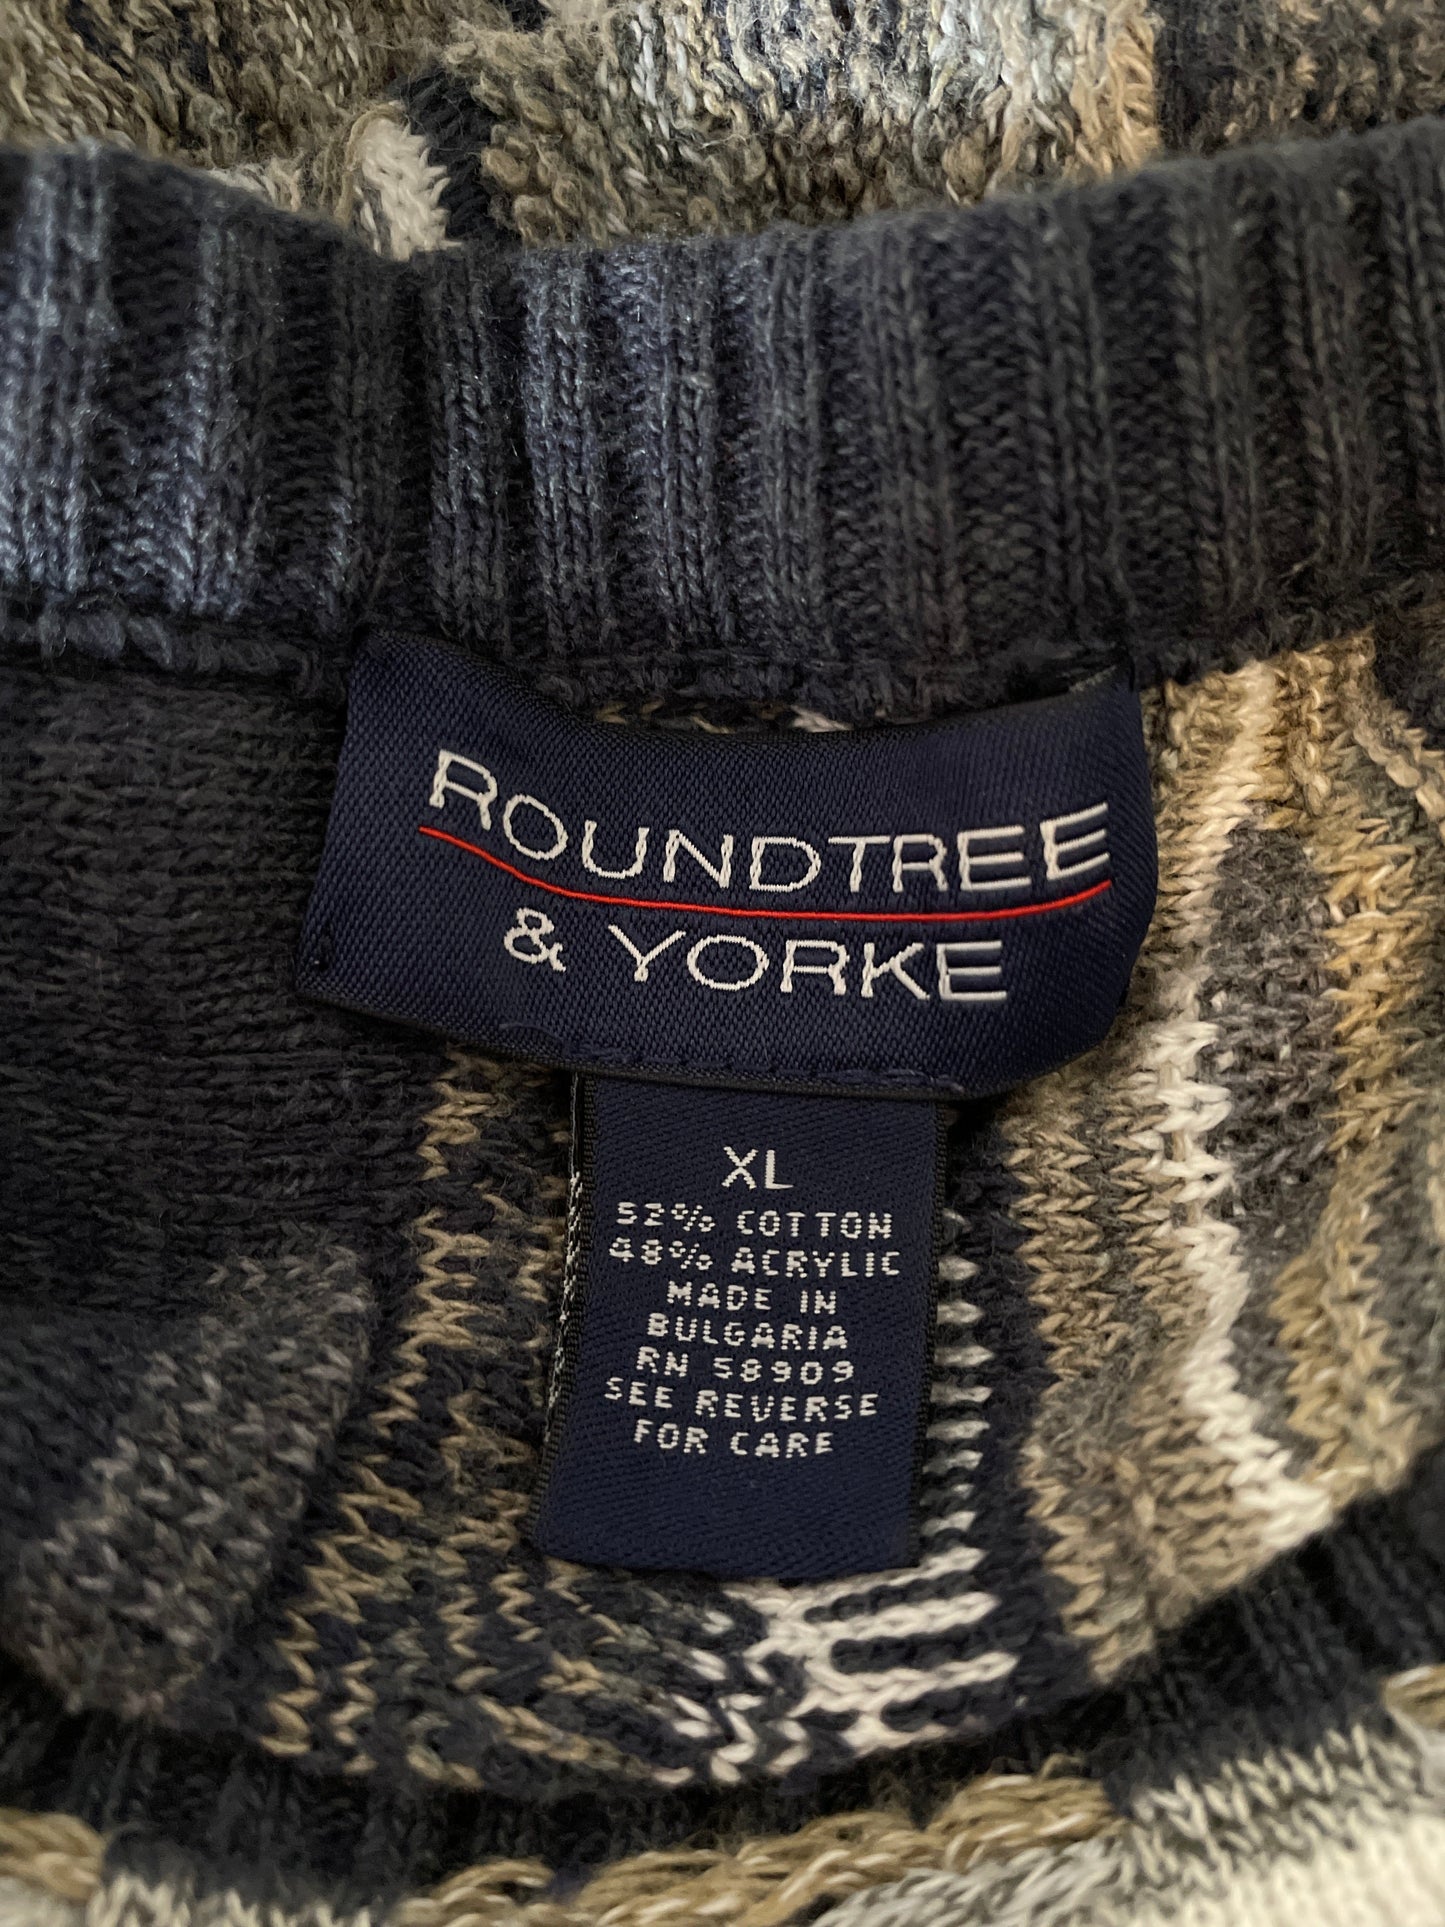 ROUNDTREE
& YORKE
XL
52% COTTON
48% ACRYLIC
MADE IN
BULGARIA
RN 58909
SEE REVERSE
FOR CARE